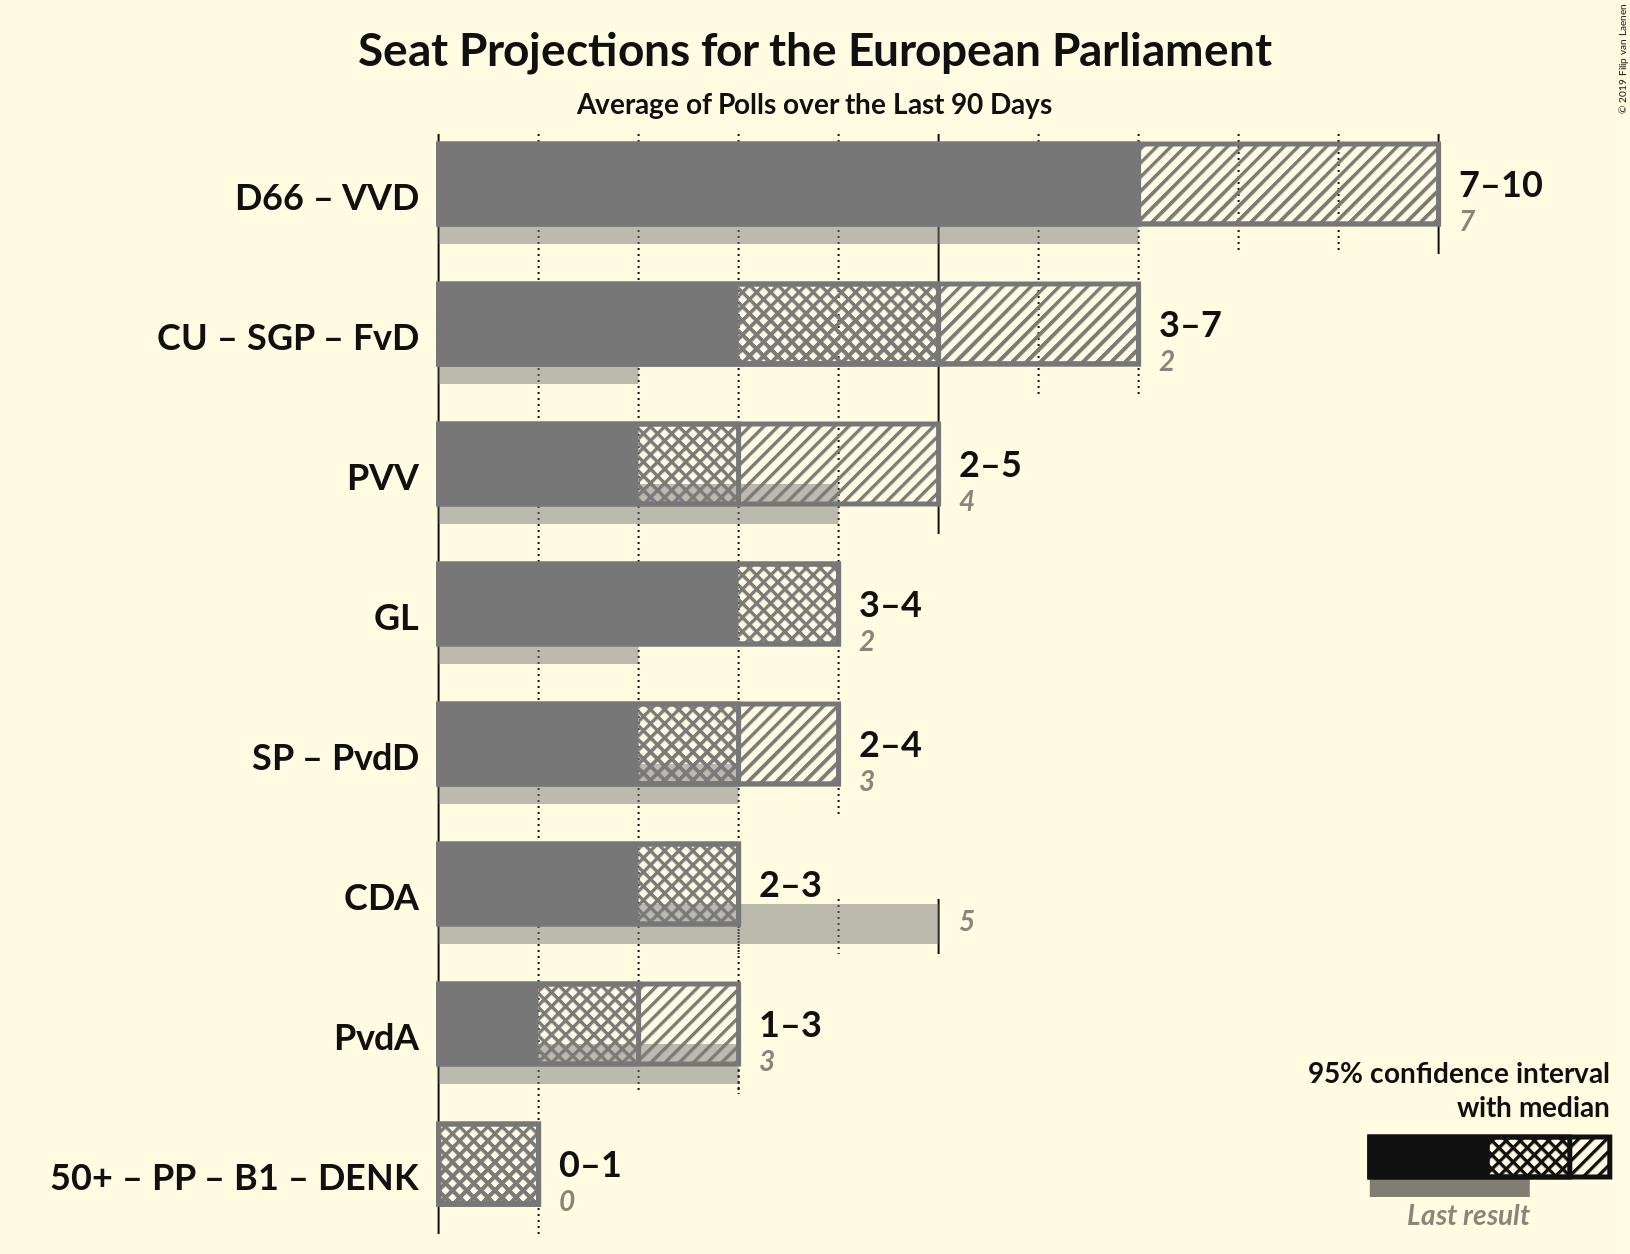 Seat Projections for the European Parliament
Average of Polls over the Last 90 Days
© 2019 Filip van Laenen
D66 – VVD
7–10
7
CU – SGP – FvD
3–7
2
PVV
2–5
4
GL
3–4
2
SP – PvdD
2–4
3
CDA
2–3
5
PvdA
1–3
3
50+ – PP – B1 – DENK
0–1
0
95% confidence interval
with median
Last result